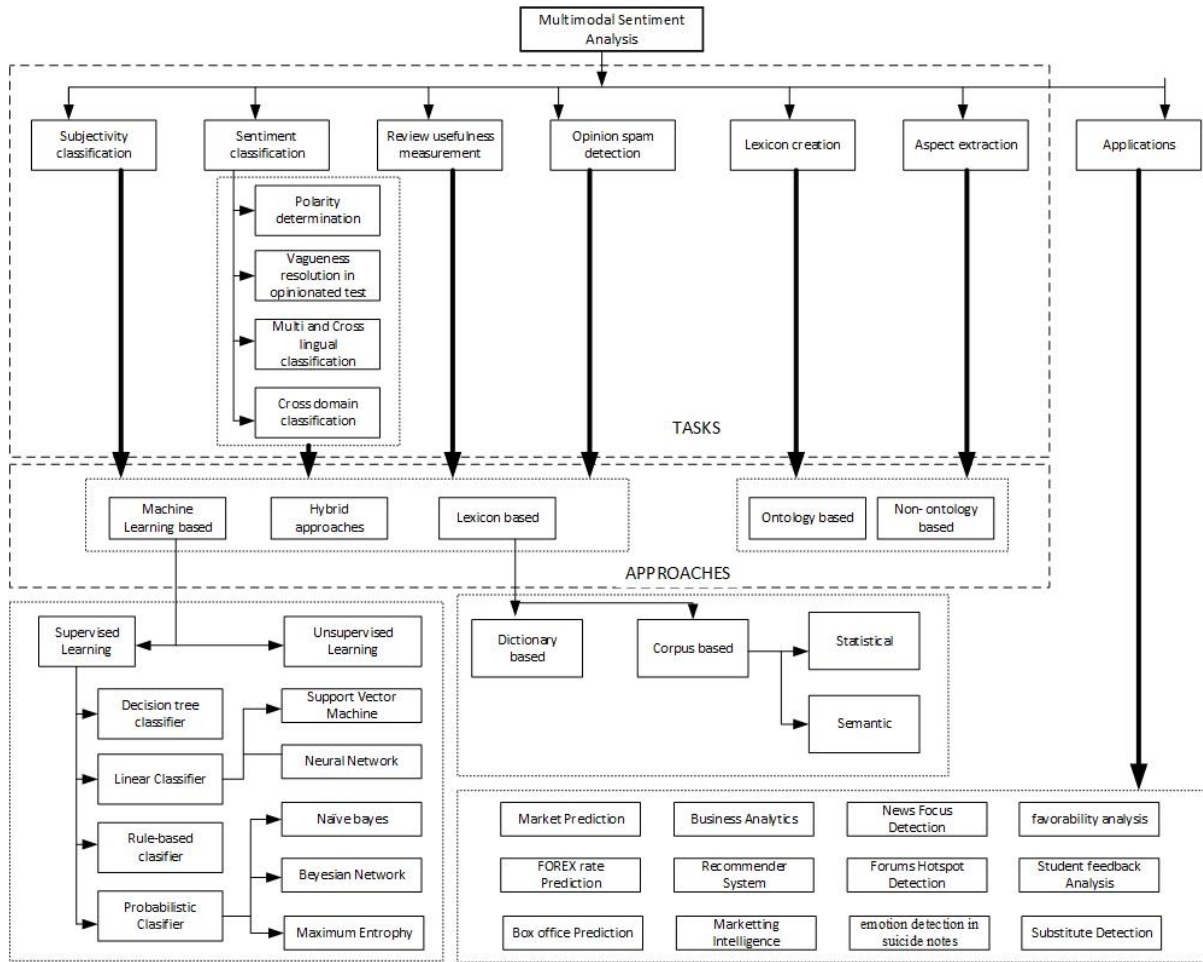 Multimodal Sentiment
Analysis
Subjectivity
classification
Sentiment
classification
Review usefulness
measurement
Opinion spam
detection
Lexicon creation
Aspect extraction
Applications
Polarity
determination
Vagueness
resolution in
opinionated test
Multi and Cross
lingual
classification
Cross domain
classification
TASKS
Machine
Learning based
Hybrid
approaches
Lexicon based
Ontology based
Non- ontology
based
APPROACHES
Supervised
Learning
Unsupervised
Learning
Decision tree
classifier
Support Vector
Machine
Linear Classifier
Neural Network
Rule-based
clasifier
Naïve bayes
Beyesian Network
Probabilistic
Clasifier
Maximum Entropy
Dictionary
based
Corpus based
Statistical
Semantic
Market Prediction
Business Analytics
News Focus
Detection
favorability analysis
FOREX rate
Prediction
Recommender
System
Forums Hotspot
Detection
Student feedback
Analysis
Box office Prediction
Marketting
Intelligence
emotion detection in
suicide notes
Substitute Detection